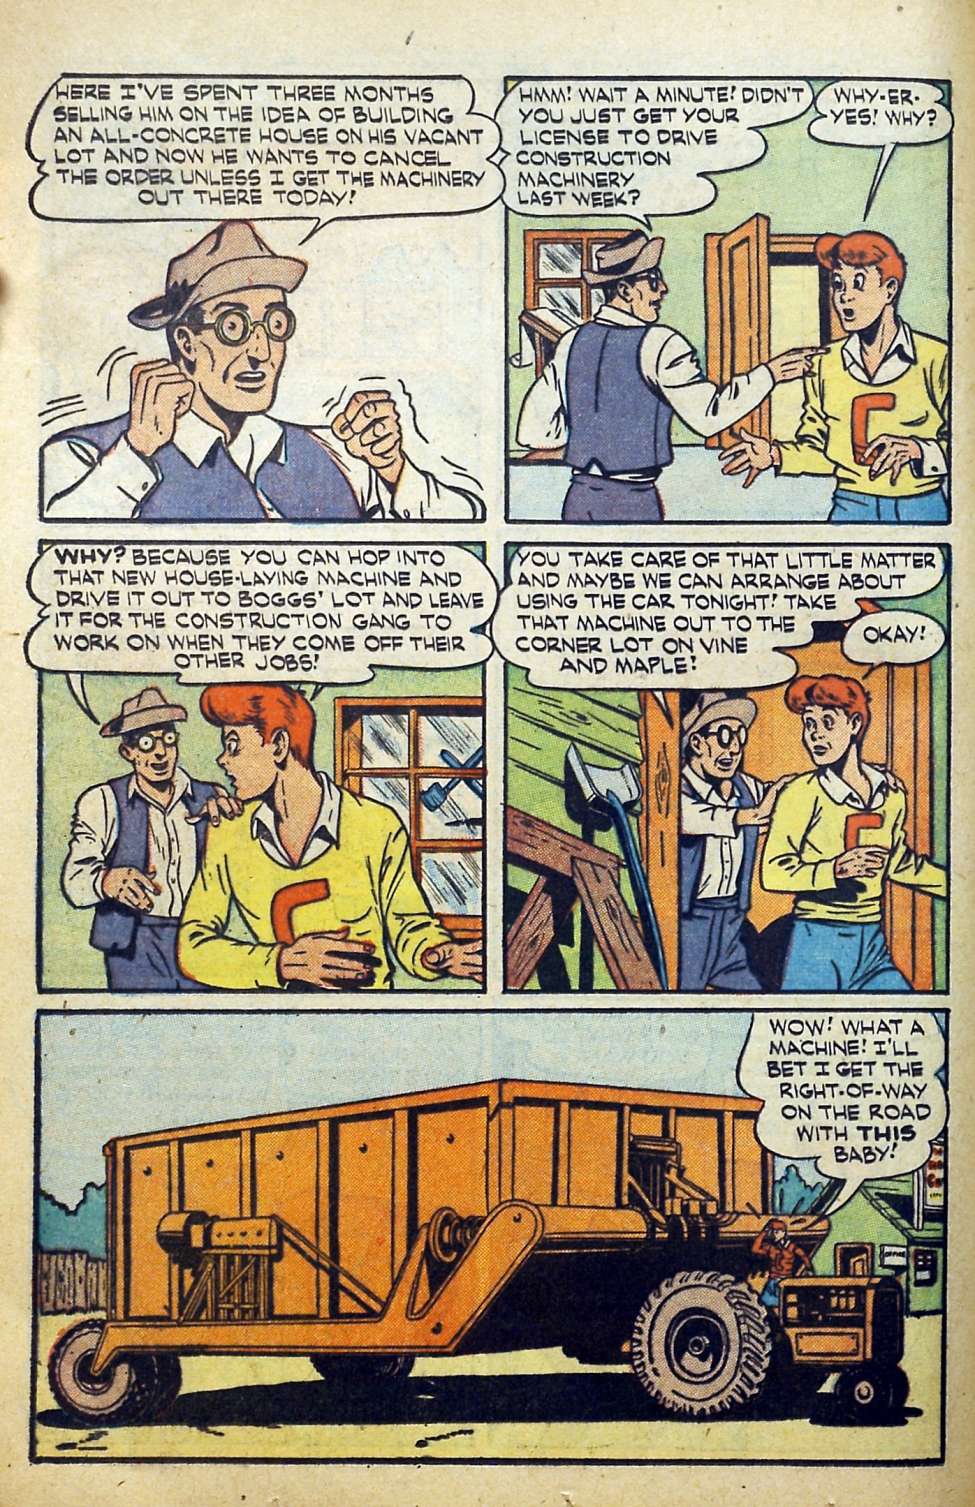 HERE I'VE SPENT THREE MONTHS
SELLING HIM ON THE IDEA OF BUILDING
AN ALL-CONCRETE HOUSE ON HIS VACANT
LOT AND NOW HE WANTS TO CANCEL
THE ORDER UNLESS I GET THE MACHINERY
OUT THERE TODAY!
HMM! WAIT A MINUTE! DIDN'T
YOU JUST GET YOUR
LICENSE TO DRIVE
CONSTRUCTION
MACHINERY
LAST WEEK?
WHY-ER-
YES! WHY?
WHY? BECAUSE YOU CAN HOP INTO
THAT NEW HOUSE-LAYING MACHINE AND
DRIVE IT OUT TO BOGGS' LOT AND LEAVE
IT FOR THE CONSTRUCTION GANG TO
WORK ON WHEN THEY COME OFF THEIR
OTHER JOBS!
YOU TAKE CARE OF THAT LITTLE MATTER
AND MAYBE WE CAN ARRANGE ABOUT
USING THE CAR TONIGHT! TAKE
THAT MACHINE OUT TO THE
CORNER LOT ON VINE
AND MAPLE!
OKAY!
WOW! WHAT A
MACHINE! I'LL
BET I GET THE
RIGHT-OF-WAY
ON THE ROAD
WITH THIS
BABY!
OFFICE